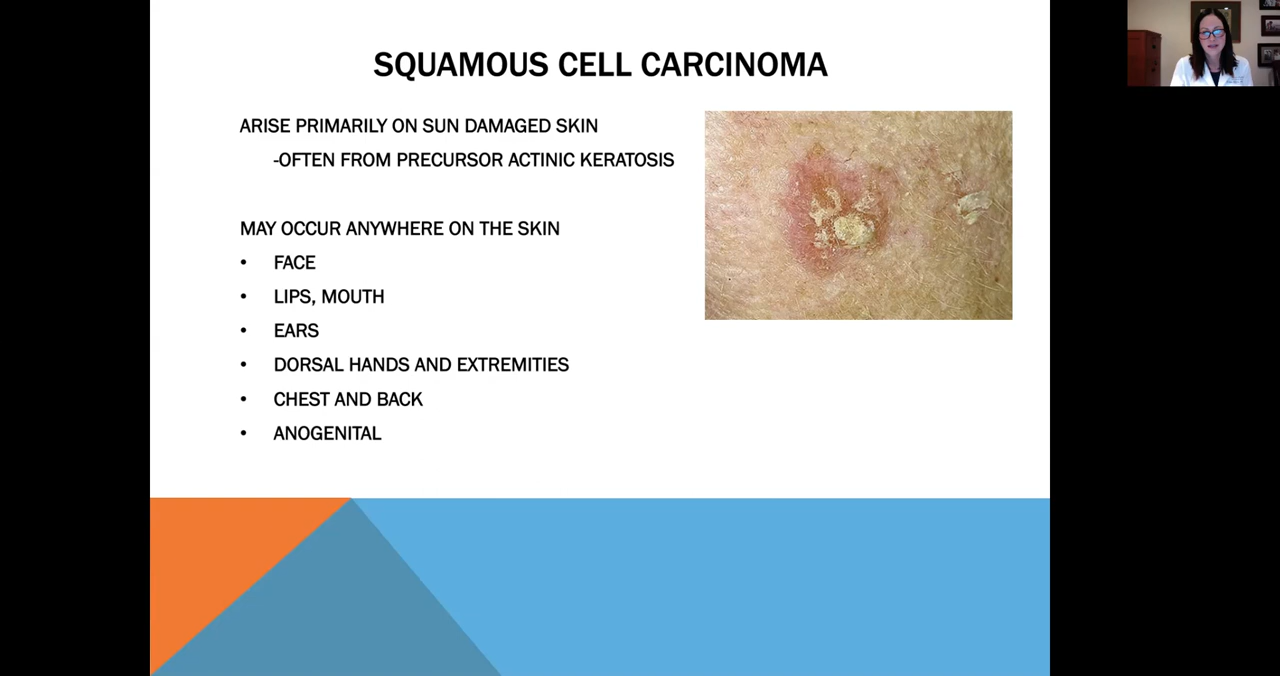 SQUAMOUS CELL CARCINOMA
ARISE PRIMARILY ON SUN DAMAGED SKIN
-OFTEN FROM PRECURSOR ACTINIC KERATOSIS
MAY OCCUR ANYWHERE ON THE SKIN
• FACE
• LIPS, MOUTH
• EARS
• DORSAL HANDS AND EXTREMITIES
• CHEST AND BACK
• ANOGENITAL